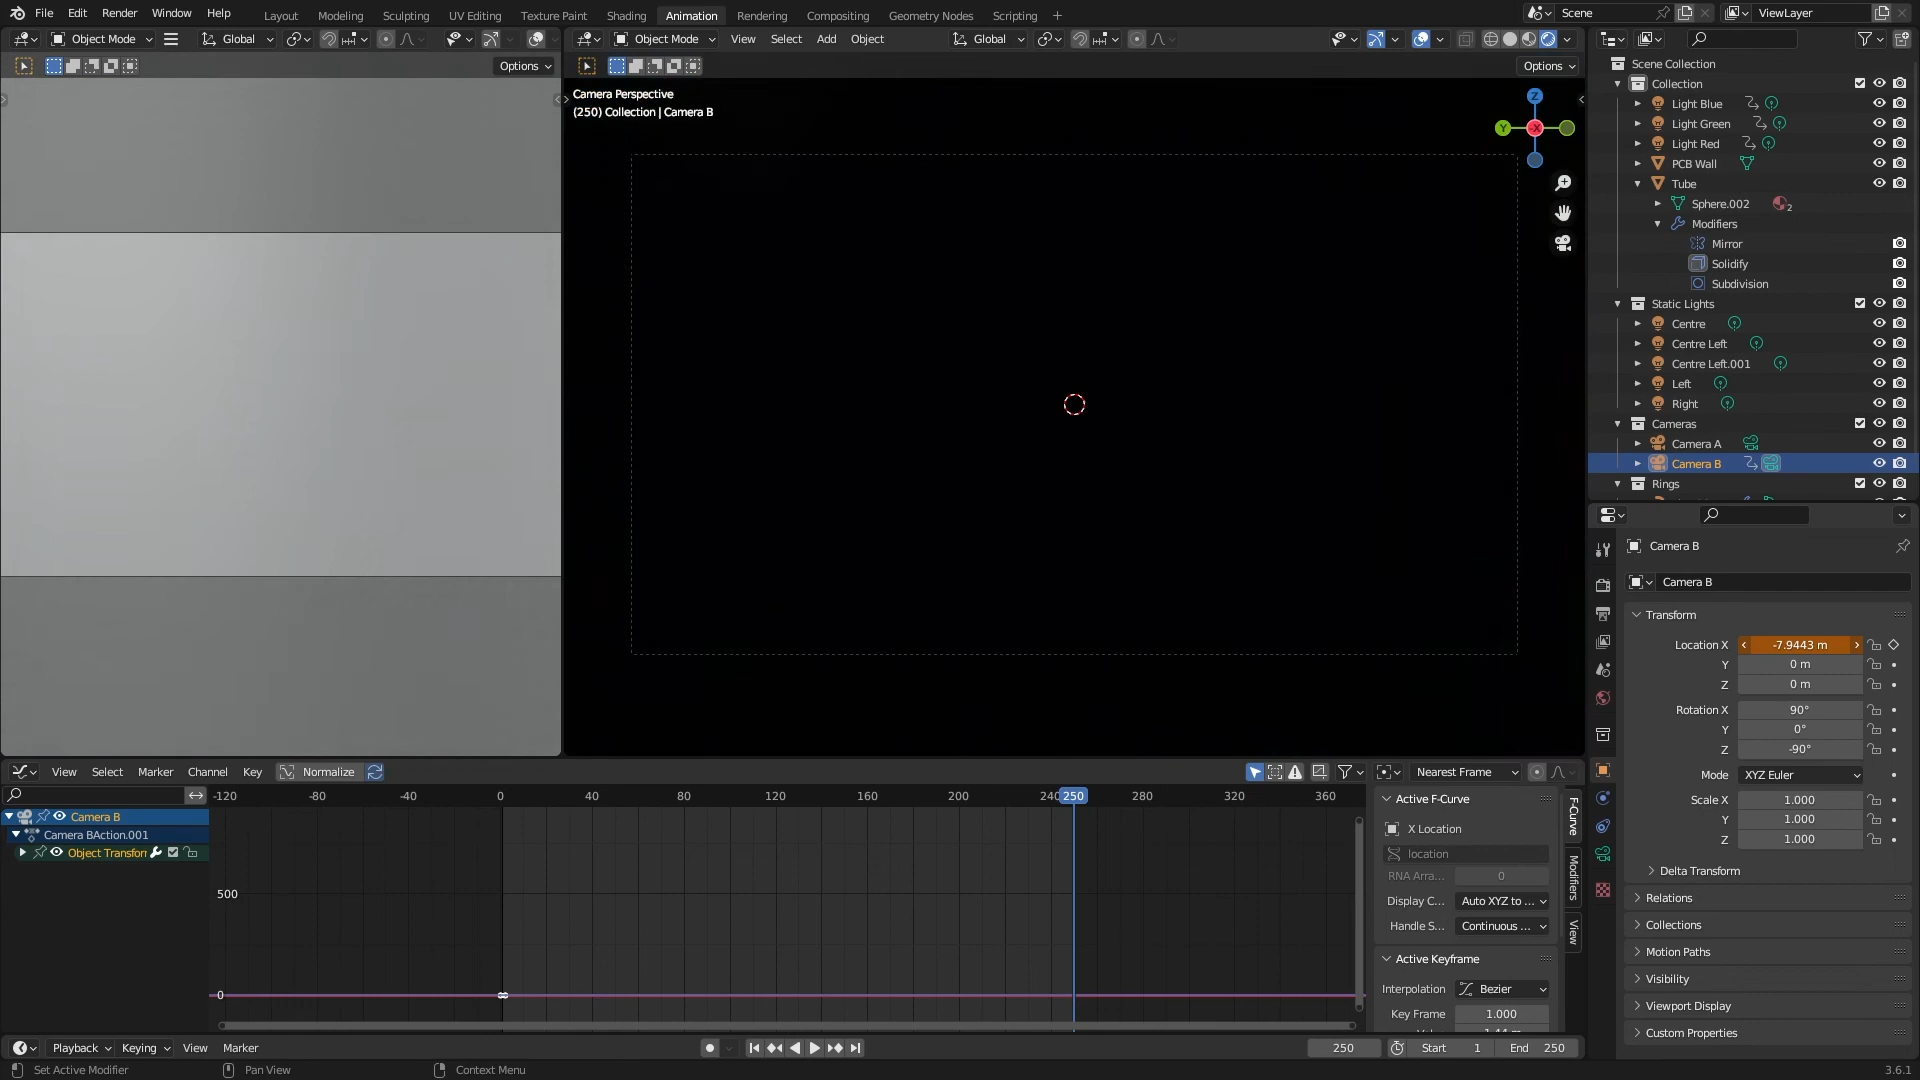 File Edit Render Window Help Layout Modeling Sculpting UV Editing Texture Paint Shading Animation Rendering Compositing Geometry Nodes Scripting Scene ViewLayer
Object Mode Global Object Mode View Select Add Object Global
Options Options
Camera Perspective
(250) Collection | Camera B
Z
Y -X
Scene Collection
Collection
Light Blue
Light Green
Light Red
PCB Wall
Tube
Sphere.002 2
Modifiers
Mirror
Solidify
Subdivision
Static Lights
Centre
Centre Left
Centre Left.001
Left
Right
Cameras
Camera A
Camera B
Rings
Camera B
Camera B
Transform
Location X -7.9443 m
Y 0 m
Z 0 m
Rotation X 90°
Y 0°
Z -90°
Mode XYZ Euler
Scale X 1.000
Y 1.000
Z 1.000
Delta Transform
Relations
Collections
Motion Paths
Visibility
Viewport Display
Custom Properties
View Select Marker Channel Key Normalize Nearest Frame
-120 -80 -40 0 40 80 120 160 200 240 250 280 320 360
Camera B
Camera BAction.001
Object Transfor
500
0
Active F-Curve
X Location
location
RNA Arra... 0
Display C... Auto XYZ to ...
Handle S... Continuous ...
Active Keyframe
Interpolation Bezier
Key Frame 1.000
F-Curve
Modifiers
View
Playback Keying View Marker 250 Start 1 End 250
Set Active Modifier Pan View Context Menu 3.6.1